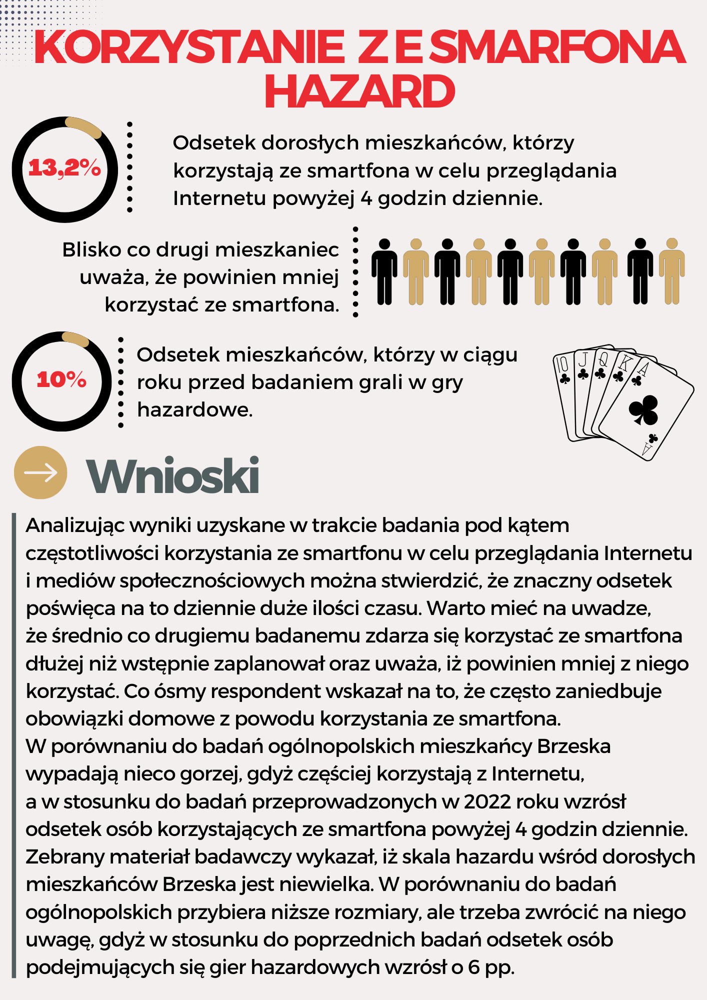 KORZYSTANIE ZE SMARFONA
HAZARD
13,2%
Odsetek dorosłych mieszkańców, którzy
korzystają ze smartfona w celu przeglądania
Internetu powyżej 4 godzin dziennie.
Blisko co drugi mieszkaniec
uważa, że powinien mniej
korzystać ze smartfona.
10%
Odsetek mieszkańców, którzy w ciągu
roku przed badaniem grali w gry
hazardowe.
10 J Q K A
A
Wnioski
Analizując wyniki uzyskane w trakcie badania pod kątem
częstotliwości korzystania ze smartfonu w celu przeglądania Internetu
i mediów społecznościowych można stwierdzić, że znaczny odsetek
poświęca na to dziennie duże ilości czasu. Warto mieć na uwadze,
że średnio co drugiemu badanemu zdarza się korzystać ze smartfona
dłużej niż wstępnie zaplanował oraz uważa, iż powinien mniej z niego
korzystać. Co ósmy respondent wskazał na to, że często zaniedbuje
obowiązki domowe z powodu korzystania ze smartfona.
W porównaniu do badań ogólnopolskich mieszkańcy Brzeska
wypadają nieco gorzej, gdyż częściej korzystają z Internetu,
a w stosunku do badań przeprowadzonych w 2022 roku wzrósł
odsetek osób korzystających ze smartfona powyżej 4 godzin dziennie.
Zebrany materiał badawczy wykazał, iż skala hazardu wśród dorosłych
mieszkańców Brzeska jest niewielka. W porównaniu do badań
ogólnopolskich przybiera niższe rozmiary, ale trzeba zwrócić na niego
uwagę, gdyż w stosunku do poprzednich badań odsetek osób
podejmujących się gier hazardowych wzrósł o 6 pp.